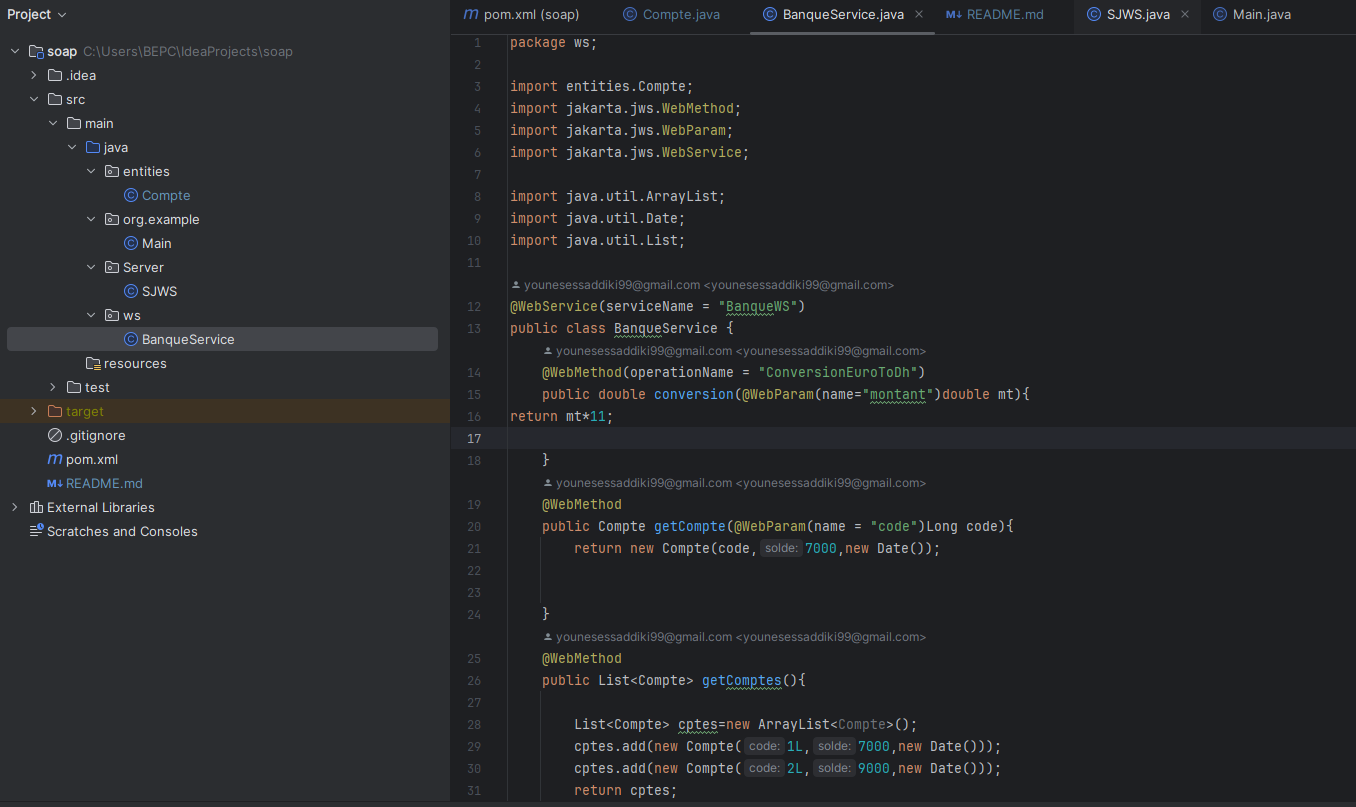 Project
soap C:\Users\BEPC\IdeaProjects\soap
.idea
src
main
java
entities
Compte
org.example
Main
Server
SJWS
ws
BanqueService
resources
test
target
.gitignore
pom.xml
README.md
External Libraries
Scratches and Consoles
pom.xml (soap) Compte.java BanqueService.java README.md SJWS.java Main.java
1 package ws;
2
3 import entities.Compte;
4 import jakarta.jws.WebMethod;
5 import jakarta.jws.WebParam;
6 import jakarta.jws.WebService;
7
8 import java.util.ArrayList;
9 import java.util.Date;
10 import java.util.List;
11
younesessaddiki99@gmail.com <younesessaddiki99@gmail.com>
12 @WebService(serviceName = "BanqueWS")
13 public class BanqueService {
younesessaddiki99@gmail.com <younesessaddiki99@gmail.com>
14 @WebMethod(operationName = "ConversionEuroToDh")
15 public double conversion(@WebParam(name="montant")double mt){
16 return mt*11;
17
18 }
younesessaddiki99@gmail.com <younesessaddiki99@gmail.com>
19 @WebMethod
20 public Compte getCompte(@WebParam(name = "code")Long code){
21 return new Compte(code, solde: 7000,new Date());
22
23
24 }
younesessaddiki99@gmail.com <younesessaddiki99@gmail.com>
25 @WebMethod
26 public List<Compte> getComptes(){
27
28 List<Compte> cptes=new ArrayList<Compte>();
29 cptes.add(new Compte( code: 1L, solde: 7000,new Date()));
30 cptes.add(new Compte( code: 2L, solde: 9000,new Date()));
31 return cptes;